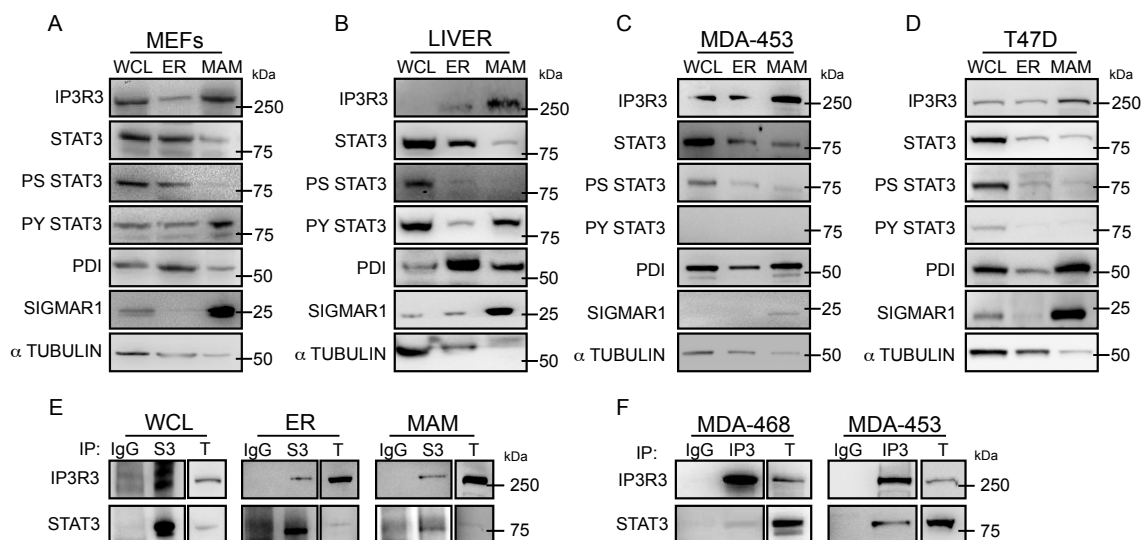 A
MEFs
WCL ER MAM
kDa
IP3R3
250
STAT3
75
PS STAT3
75
PY STAT3
75
PDI
50
SIGMAR1
25
α TUBULIN
50
B
LIVER
WCL ER MAM
kDa
IP3R3
250
STAT3
75
PS STAT3
75
PY STAT3
75
PDI
50
SIGMAR1
25
α TUBULIN
50
C
MDA-453
WCL ER MAM
kDa
IP3R3
250
STAT3
75
PS STAT3
75
PY STAT3
75
PDI
50
SIGMAR1
25
α TUBULIN
50
D
T47D
WCL ER MAM
kDa
IP3R3
250
STAT3
75
PS STAT3
75
PY STAT3
75
PDI
50
SIGMAR1
25
α TUBULIN
50
E
WCL ER MAM
IP: IgG S3 T IgG S3 T IgG S3 T
kDa
IP3R3
250
STAT3
75
F
MDA-468 MDA-453
IP: IgG IP3 T IgG IP3 T
kDa
IP3R3
250
STAT3
75